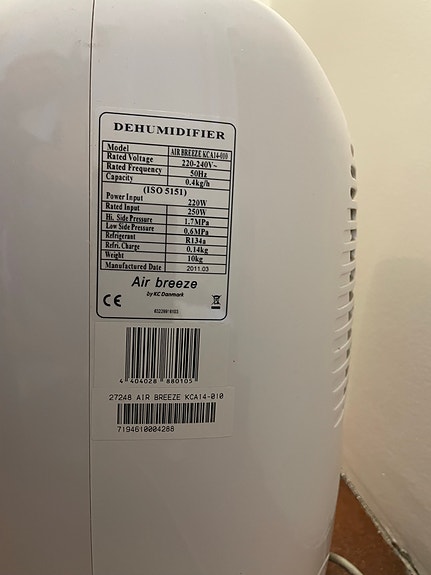 DEHUMIDIFIER
Model AIR BREEZE KCA14-010
Rated Voltage 220-240V~
Rated Frequency 50Hz
Capacity 0.4kg/h
(ISO 5151)
Power Input 220W
Rated Input 250W
Hi. Side Pressure 1.7MPa
Low Side Pressure 0.6MPa
Refrigerant R134a
Refri. Charge 0.14kg
Weight 10kg
Manufactured Date 2011.03
Air breeze
by KC Danmark
CE
4 404028 880105
27248 AIR BREEZE KCA14-010
7194610004288